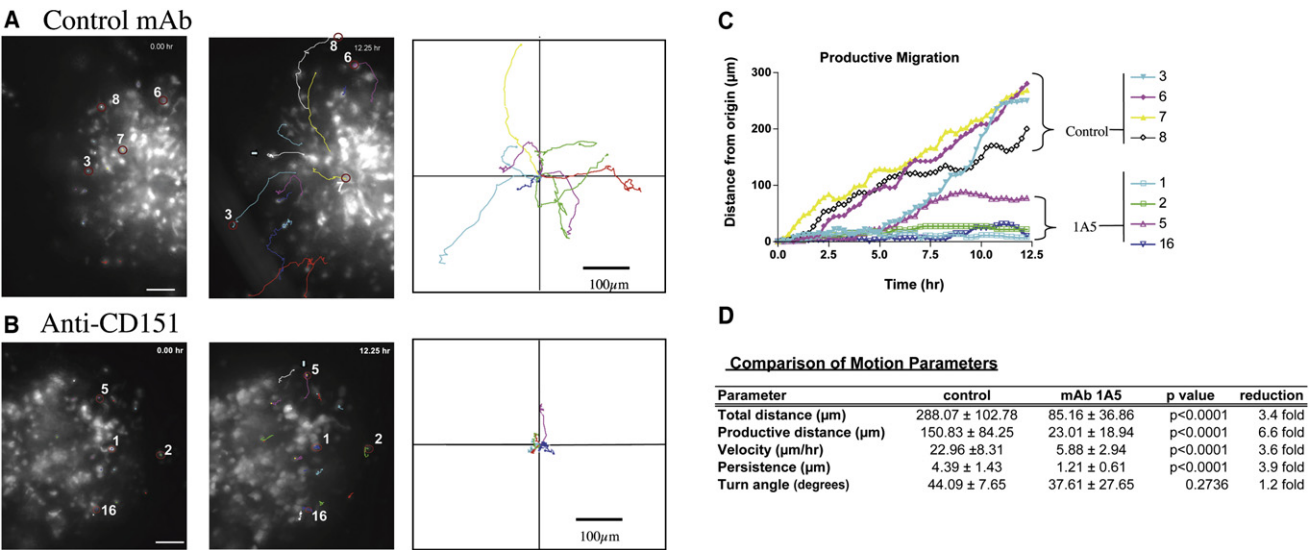 A Control mAb
0.00 hr
8
6
7
3
12.25 hr
8
6
7
3
100µm
B Anti-CD151
0.00 hr
5
1
2
16
12.25 hr
5
1
2
16
100µm
C
Productive Migration
Distance from origin (µm)
300
200
100
0
0.0 2.5 5.0 7.5 10.0 12.5
Time (hr)
Control
3
6
7
8
1A5
1
2
5
16
D
Comparison of Motion Parameters
Parameter control mAb 1A5 p value reduction
Total distance (µm) 288.07 ± 102.78 85.16 ± 36.86 p<0.0001 3.4 fold
Productive distance (µm) 150.83 ± 84.25 23.01 ± 18.94 p<0.0001 6.6 fold
Velocity (µm/hr) 22.96 ±8.31 5.88 ± 2.94 p<0.0001 3.6 fold
Persistence (µm) 4.39 ± 1.43 1.21 ± 0.61 p<0.0001 3.9 fold
Turn angle (degrees) 44.09 ± 7.65 37.61 ± 27.65 0.2736 1.2 fold